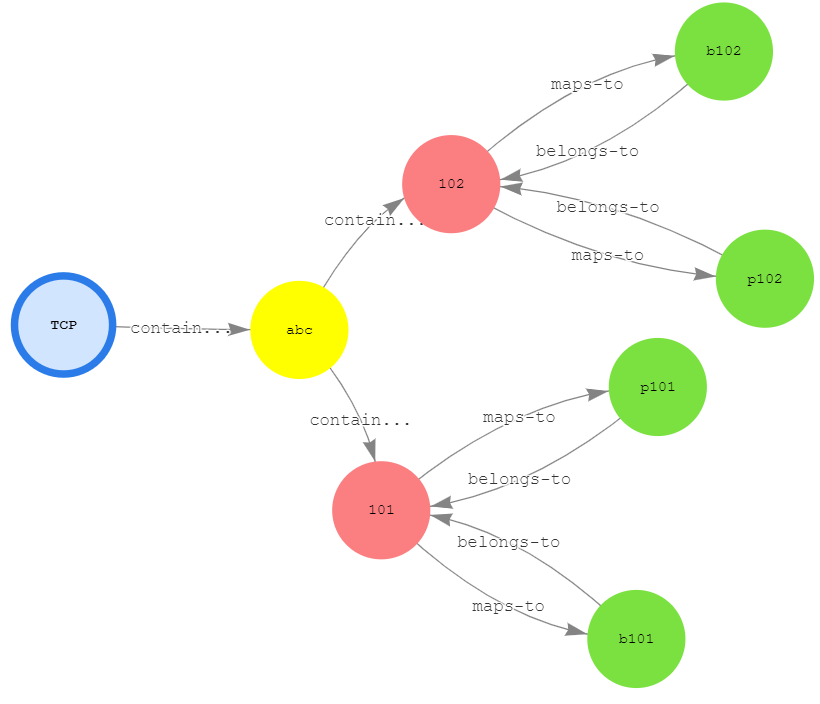 b102
maps-to
belongs-to
102
belongs-to
contain...
maps-to
p102
TCP
contain...
abc
p101
maps-to
contain...
belongs-to
101
belongs-to
maps-to
b101